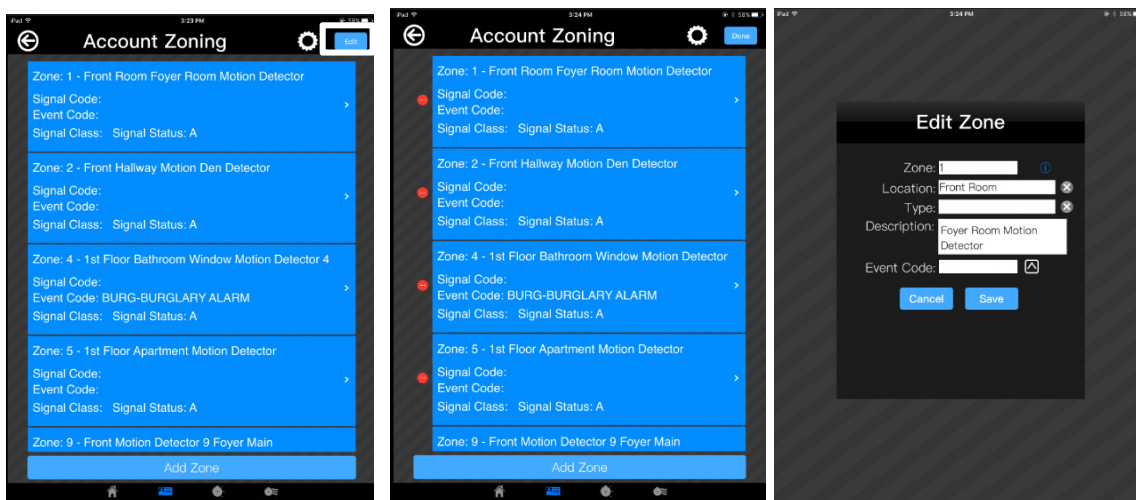 iPad 3:23 PM 59%
Account Zoning Edit
Zone: 1 - Front Room Foyer Room Motion Detector
Signal Code:
Event Code:
Signal Class: Signal Status: A
Zone: 2 - Front Hallway Motion Den Detector
Signal Code:
Event Code:
Signal Class: Signal Status: A
Zone: 4 - 1st Floor Bathroom Window Motion Detector 4
Signal Code:
Event Code: BURG-BURGLARY ALARM
Signal Class: Signal Status: A
Zone: 5 - 1st Floor Apartment Motion Detector
Signal Code:
Event Code:
Signal Class: Signal Status: A
Zone: 9 - Front Motion Detector 9 Foyer Main
Add Zone
iPad 3:24 PM 58%
Account Zoning Done
Zone: 1 - Front Room Foyer Room Motion Detector
Signal Code:
Event Code:
Signal Class: Signal Status: A
Zone: 2 - Front Hallway Motion Den Detector
Signal Code:
Event Code:
Signal Class: Signal Status: A
Zone: 4 - 1st Floor Bathroom Window Motion Detector
Signal Code:
Event Code: BURG-BURGLARY ALARM
Signal Class: Signal Status: A
Zone: 5 - 1st Floor Apartment Motion Detector
Signal Code:
Event Code:
Signal Class: Signal Status: A
Zone: 9 - Front Motion Detector 9 Foyer Main
Add Zone
iPad 3:24 PM 58%
Edit Zone
Zone: 1
Location: Front Room
Type:
Description: Foyer Room Motion
Detector
Event Code:
Cancel Save